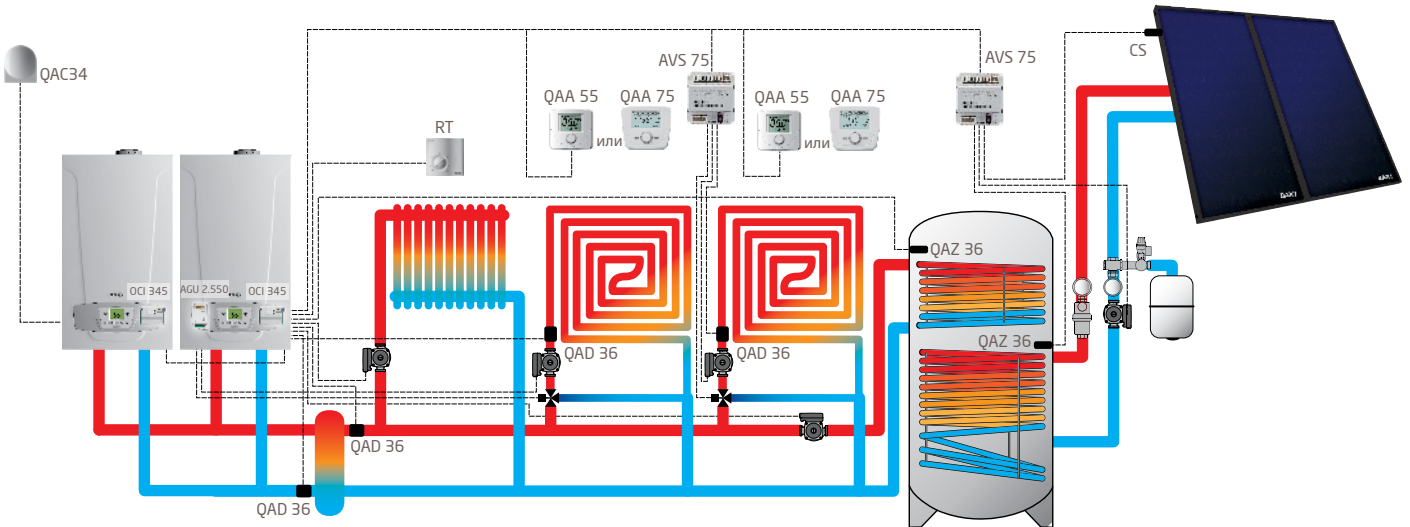 QAC34
AVS 75
AVS 75
CS
QAA 55
QAA 75
или
QAA 55
QAA 75
или
RT
OCI 345
AGU 2.550
OCI 345
QAZ 36
QAD 36
QAD 36
QAZ 36
QAD 36
QAD 36
BAXI